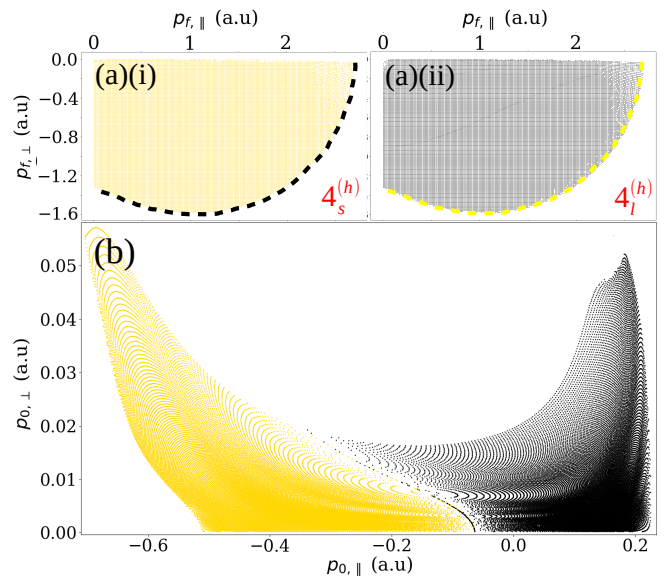 p_{f,∥} (a.u) p_{f,∥} (a.u)
0 1 2 0 1 2
0.0
−0.4
−0.8
−1.2
−1.6
p_{f,⊥} (a.u)
(a)(i) (a)(ii)
4_s^{(h)} 4_l^{(h)}
(b)
0.05
0.04
0.03
0.02
0.01
0.00
p_{0,⊥} (a.u)
−0.6 −0.4 −0.2 0.0 0.2
p_{0,∥} (a.u)